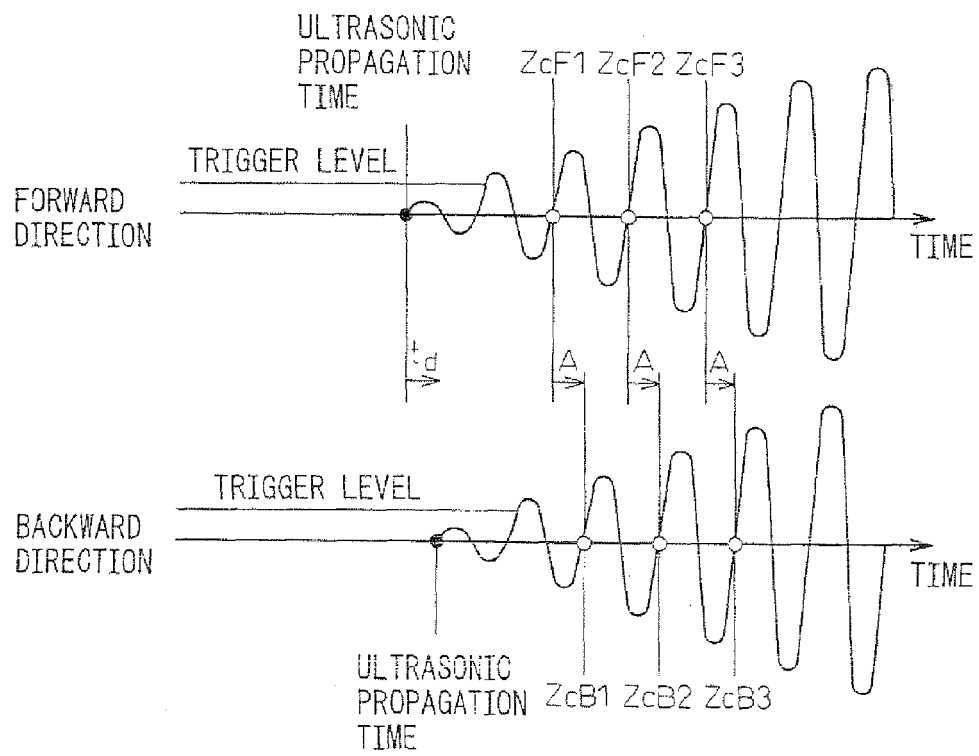 ULTRASONIC
PROPAGATION
TIME
ZcF1 ZcF2 ZcF3
TRIGGER LEVEL
FORWARD
DIRECTION
TIME
td A A A
TRIGGER LEVEL
BACKWARD
DIRECTION
TIME
ULTRASONIC
PROPAGATION
TIME
ZcB1 ZcB2 ZcB3